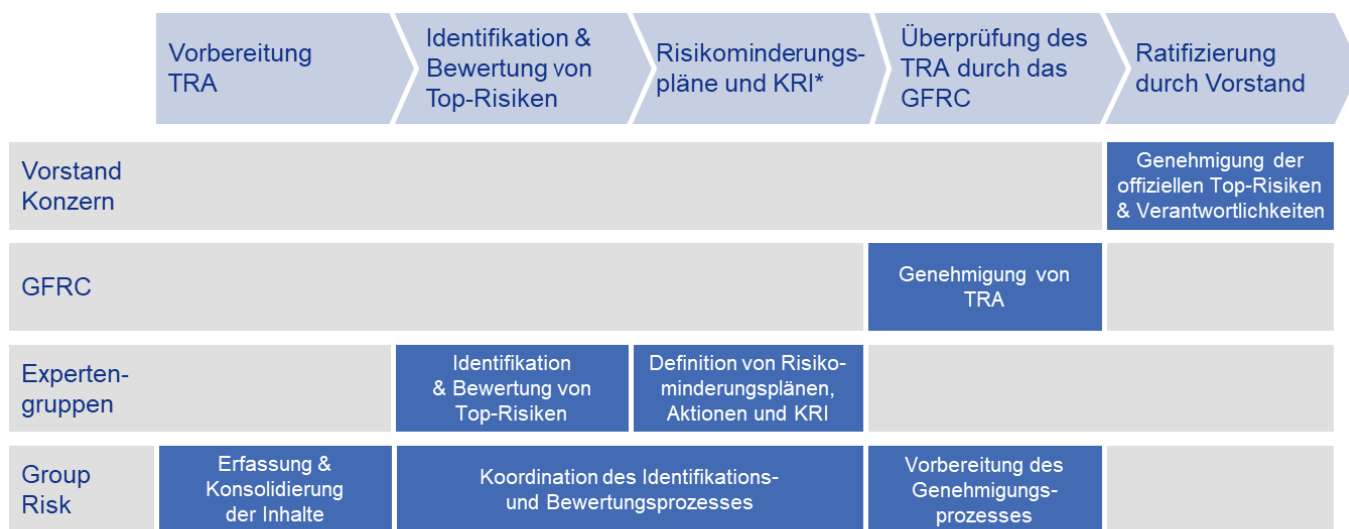 Vorbereitung
TRA
Identifikation &
Bewertung von
Top-Risiken
Risikominderungs-
pläne und KRI*
Überprüfung des
TRA durch das
GFRC
Ratifizierung
durch Vorstand
Vorstand
Konzern
Genehmigung der
offiziellen Top-Risiken
& Verantwortlichkeiten
GFRC
Genehmigung von
TRA
Experten-
gruppen
Identifikation
& Bewertung von
Top-Risiken
Definition von Risiko-
minderungsplänen,
Aktionen und KRI
Group
Risk
Erfassung &
Konsolidierung
der Inhalte
Koordination des Identifikations-
und Bewertungsprozesses
Vorbereitung des
Genehmigungs-
prozesses